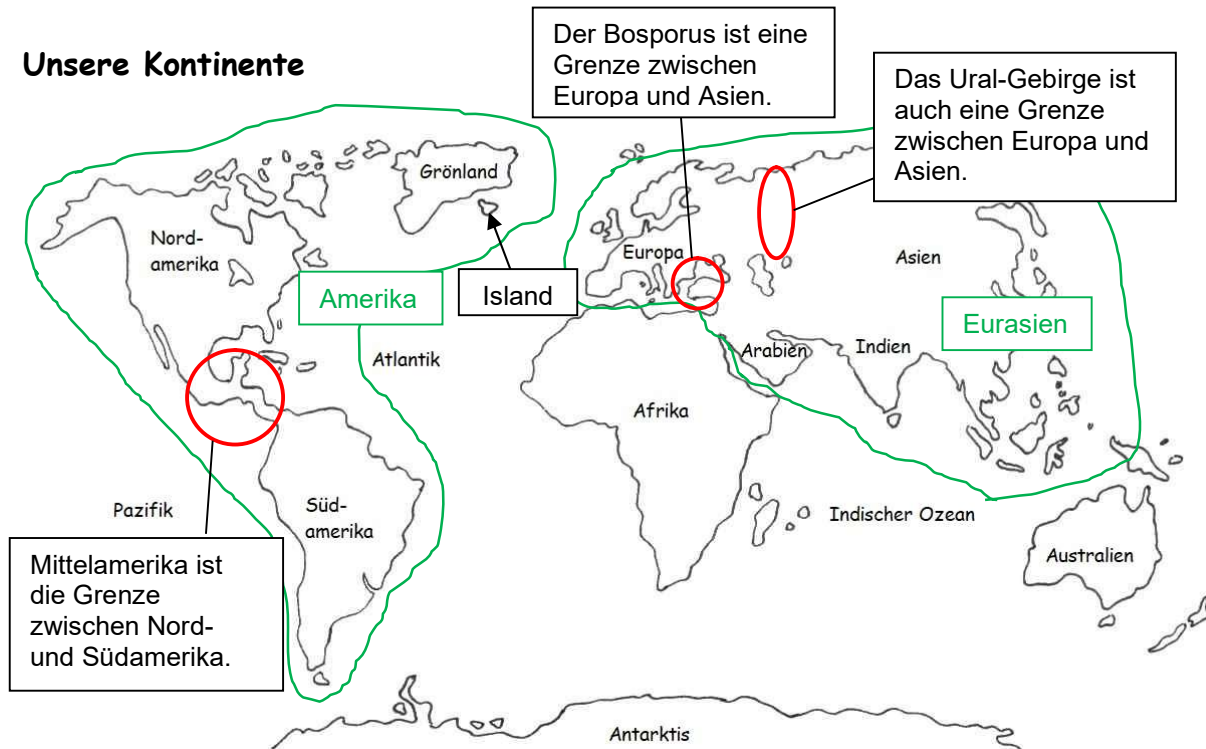 Unsere Kontinente
Der Bosporus ist eine
Grenze zwischen
Europa und Asien.
Das Ural-Gebirge ist
auch eine Grenze
zwischen Europa und
Asien.
Grönland
Nord-
amerika
Europa
Asien
Amerika
Island
Eurasien
Atlantik
Arabien
Indien
Afrika
Pazifik
Süd-
amerika
Indischer Ozean
Australien
Mittelamerika ist
die Grenze
zwischen Nord-
und Südamerika.
Antarktis